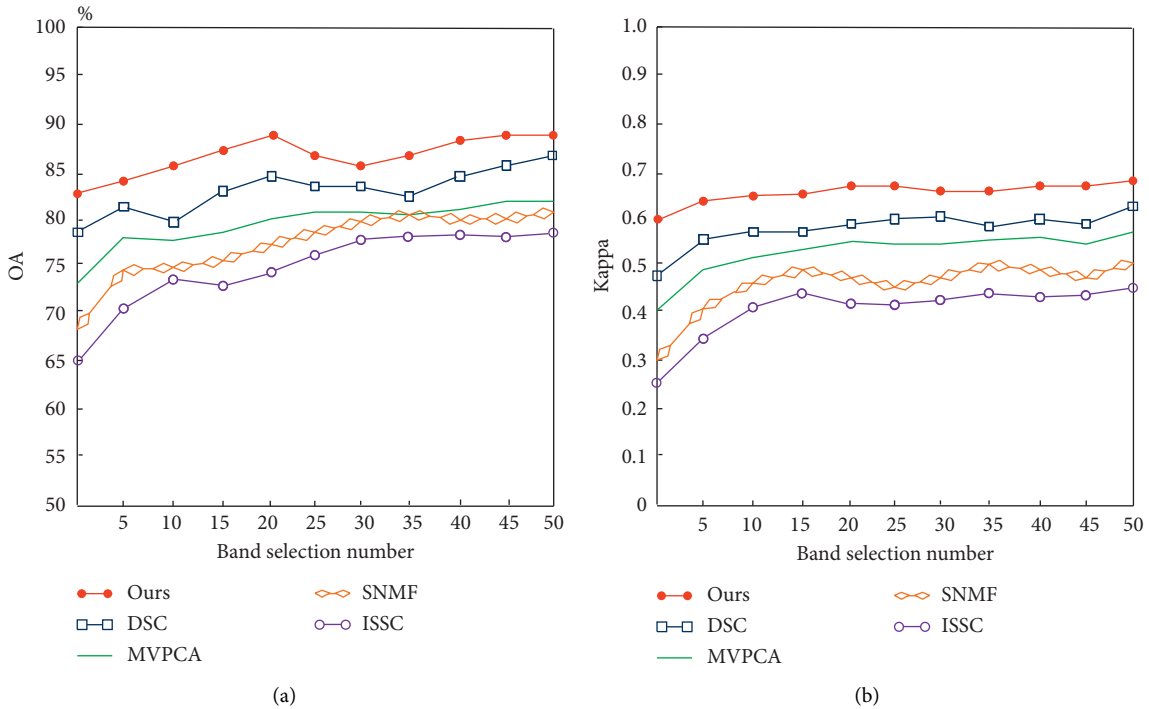 %
100
95
90
85
80
75
70
65
60
55
50
OA
5 10 15 20 25 30 35 40 45 50
Band selection number
Ours
DSC
MVPCA
SNMF
ISSC
(a)
1.0
0.9
0.8
0.7
0.6
0.5
0.4
0.3
0.2
0.1
0
Kappa
5 10 15 20 25 30 35 40 45 50
Band selection number
Ours
DSC
MVPCA
SNMF
ISSC
(b)